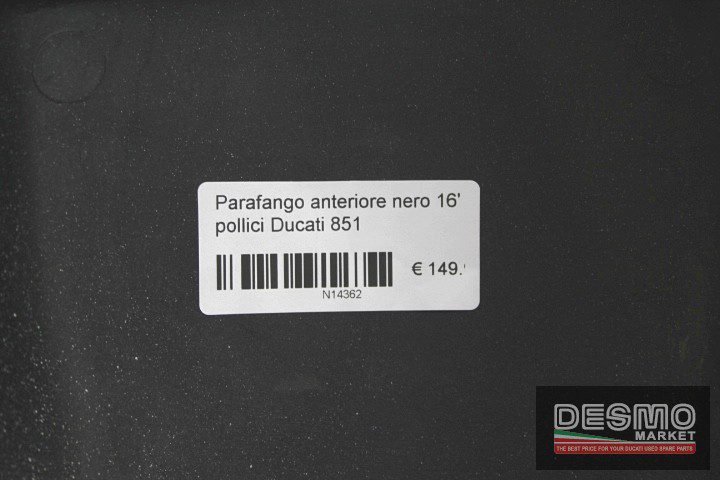 Parafango anteriore nero 16'
pollici Ducati 851
€ 149.
N14362
DESMO
MARKET
THE BEST PRICE FOR YOUR DUCATI USED SPARE PARTS